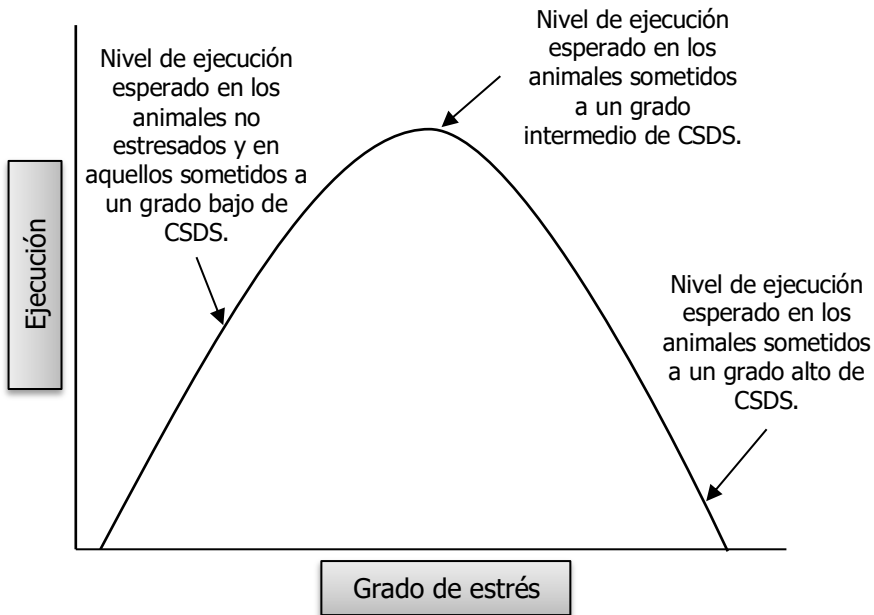 Nivel de ejecución
esperado en los
animales no
estresados y en
aquellos sometidos a
un grado bajo de
CSDS.
Nivel de ejecución
esperado en los
animales sometidos
a un grado
intermedio de CSDS.
Nivel de ejecución
esperado en los
animales sometidos
a un grado alto de
CSDS.
Ejecución
Grado de estrés